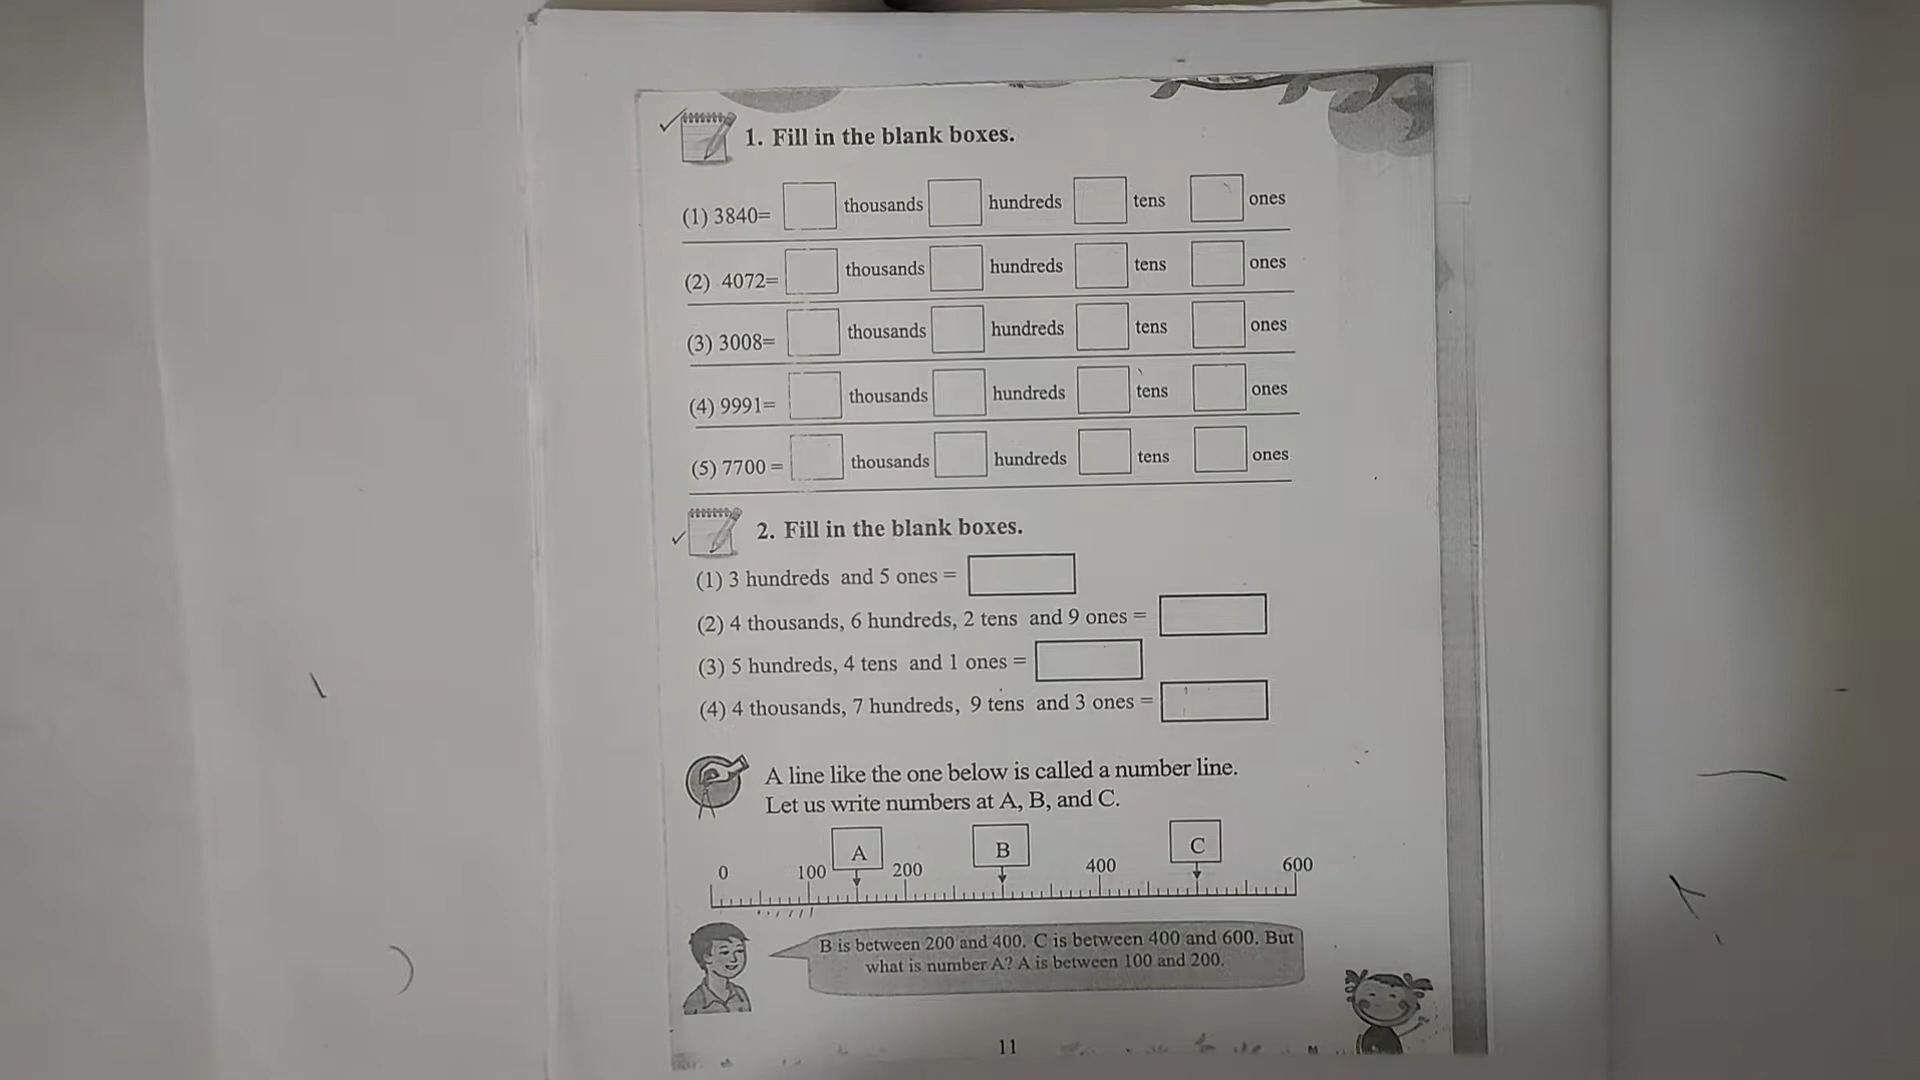 1. Fill in the blank boxes.
(1) 3840= thousands hundreds tens ones
(2) 4072= thousands hundreds tens ones
(3) 3008= thousands hundreds tens ones
(4) 9991= thousands hundreds tens ones
(5) 7700 = thousands hundreds tens ones
2. Fill in the blank boxes.
(1) 3 hundreds and 5 ones =
(2) 4 thousands, 6 hundreds, 2 tens and 9 ones =
(3) 5 hundreds, 4 tens and 1 ones =
(4) 4 thousands, 7 hundreds, 9 tens and 3 ones =
A line like the one below is called a number line.
Let us write numbers at A, B, and C.
A B C
0 100 200 400 600
B is between 200 and 400. C is between 400 and 600. But
what is number A? A is between 100 and 200.
11